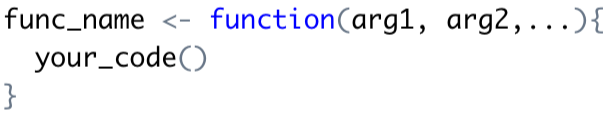 func_name <- function(arg1, arg2,...){
  your_code()
}